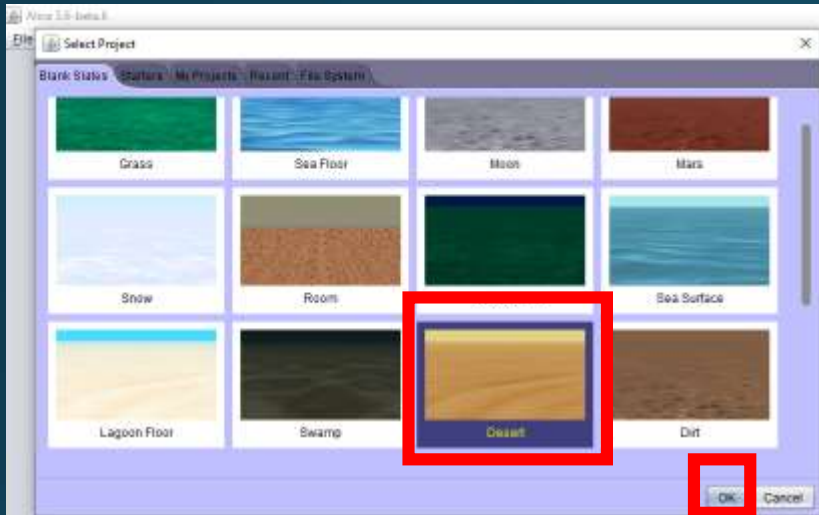 Alice 3.6-beta.6
File
Select Project
Blank Slates Starters My Projects Recent File System
Grass Sea Floor Moon Mars
Snow Room Sea Surface
Lagoon Floor Swamp Desert Dirt
OK Cancel